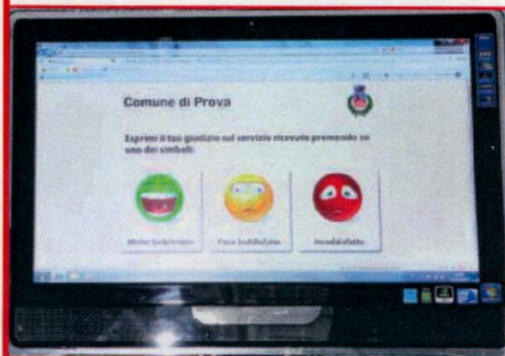 Comune di Prova
Esprimi il tuo giudizio sul servizio ricevuto premendo su
uno dei simboli:
Molto Soddisfatto
Poco Soddisfatto
Insoddisfatto